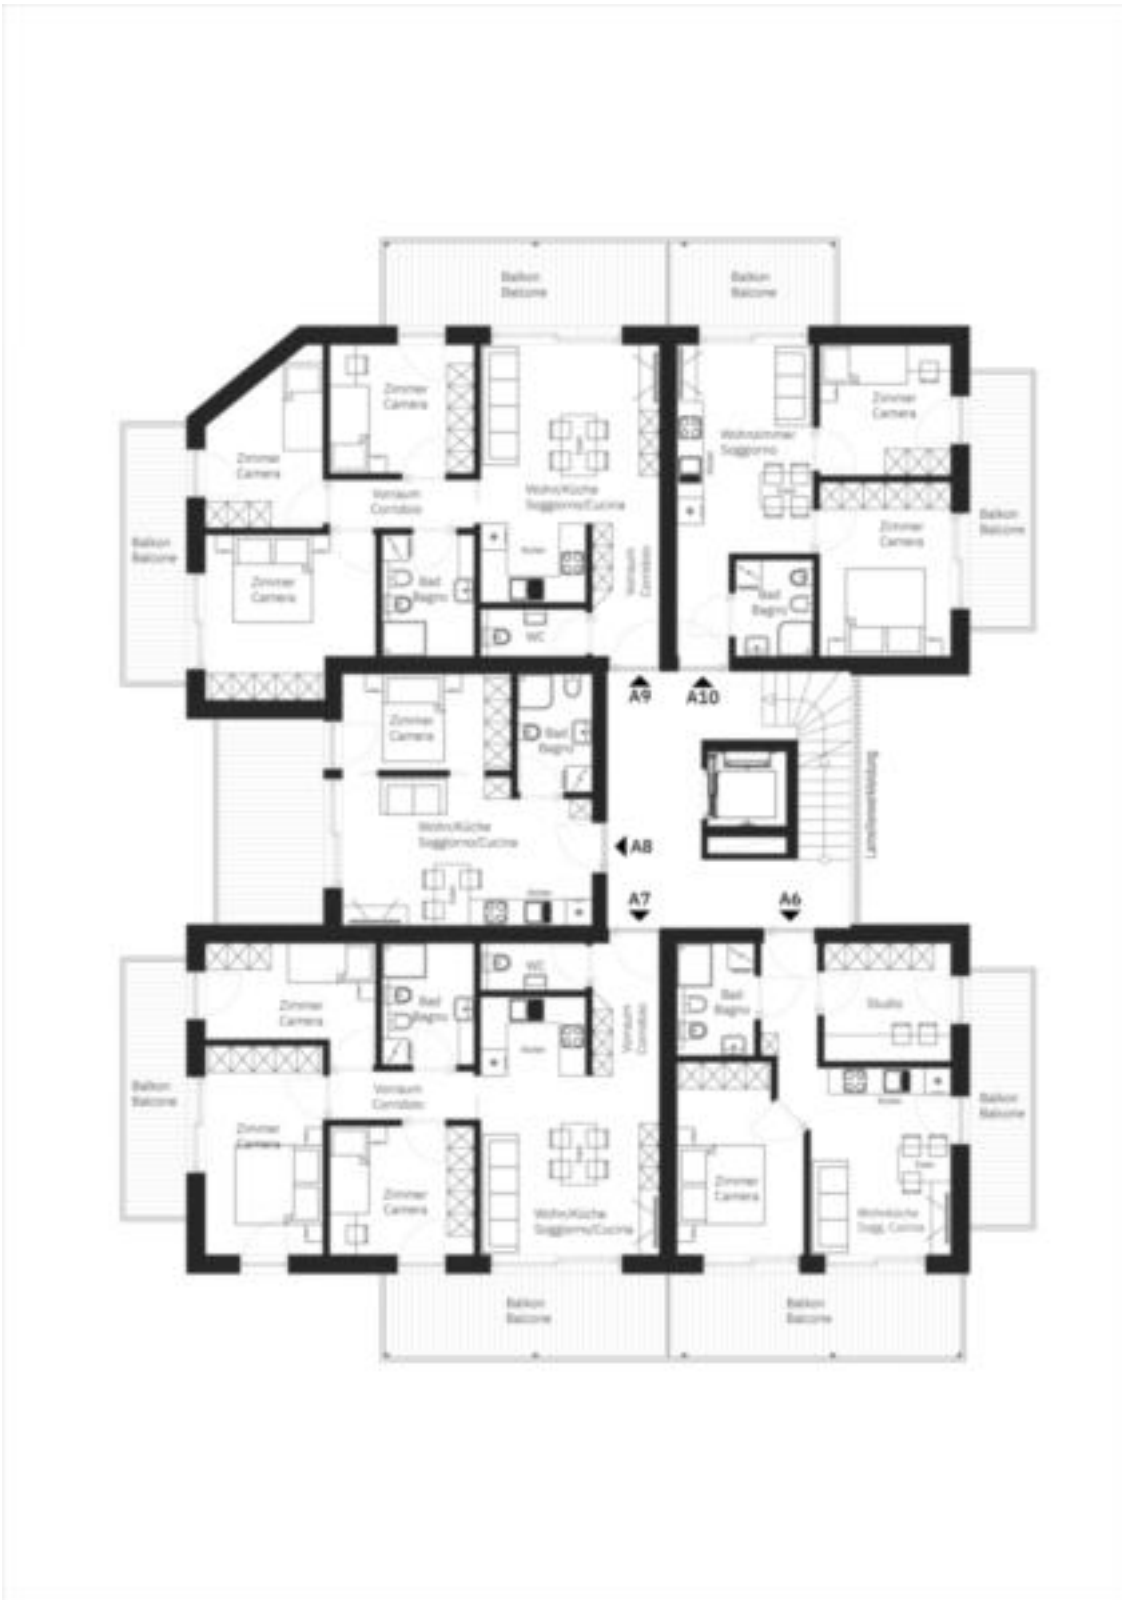 Balkon
Balcone
Balkon
Balcone
Zimmer
Camera
Zimmer
Camera
Wohnzimmer
Soggiorno
Zimmer
Camera
Vorraum
Corridoio
Wohn/Küche
Soggiorno/Cucina
Zimmer
Camera
Balkon
Balcone
Balkon
Balcone
Zimmer
Camera
Bad
Bagno
Vorraum
Corridoio
Bad
Bagno
WC
A9
A10
Zimmer
Camera
Bad
Bagno
Wohn/Küche
Soggiorno/Cucina
A8
A7
A6
WC
Bad
Bagno
Zimmer
Camera
Vorraum
Corridoio
Bad
Bagno
Studio
Balkon
Balcone
Vorraum
Corridoio
Balkon
Balcone
Zimmer
Camera
Zimmer
Camera
Zimmer
Camera
Wohn/Küche
Soggiorno/Cucina
Wohnküche
Sogg. Cucina
Balkon
Balcone
Balkon
Balcone